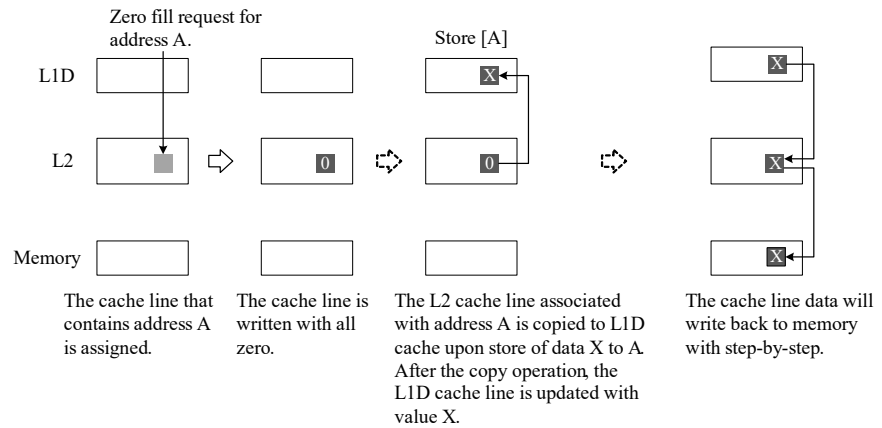 Zero fill request for
address A.
Store [A]
L1D
X
X
L2
0
0
X
Memory
X
The cache line that
contains address A
is assigned.
The cache line is
written with all
zero.
The L2 cache line associated
with address A is copied to L1D
cache upon store of data X to A.
After the copy operation, the
L1D cache line is updated with
value X.
The cache line data will
write back to memory
with step-by-step.